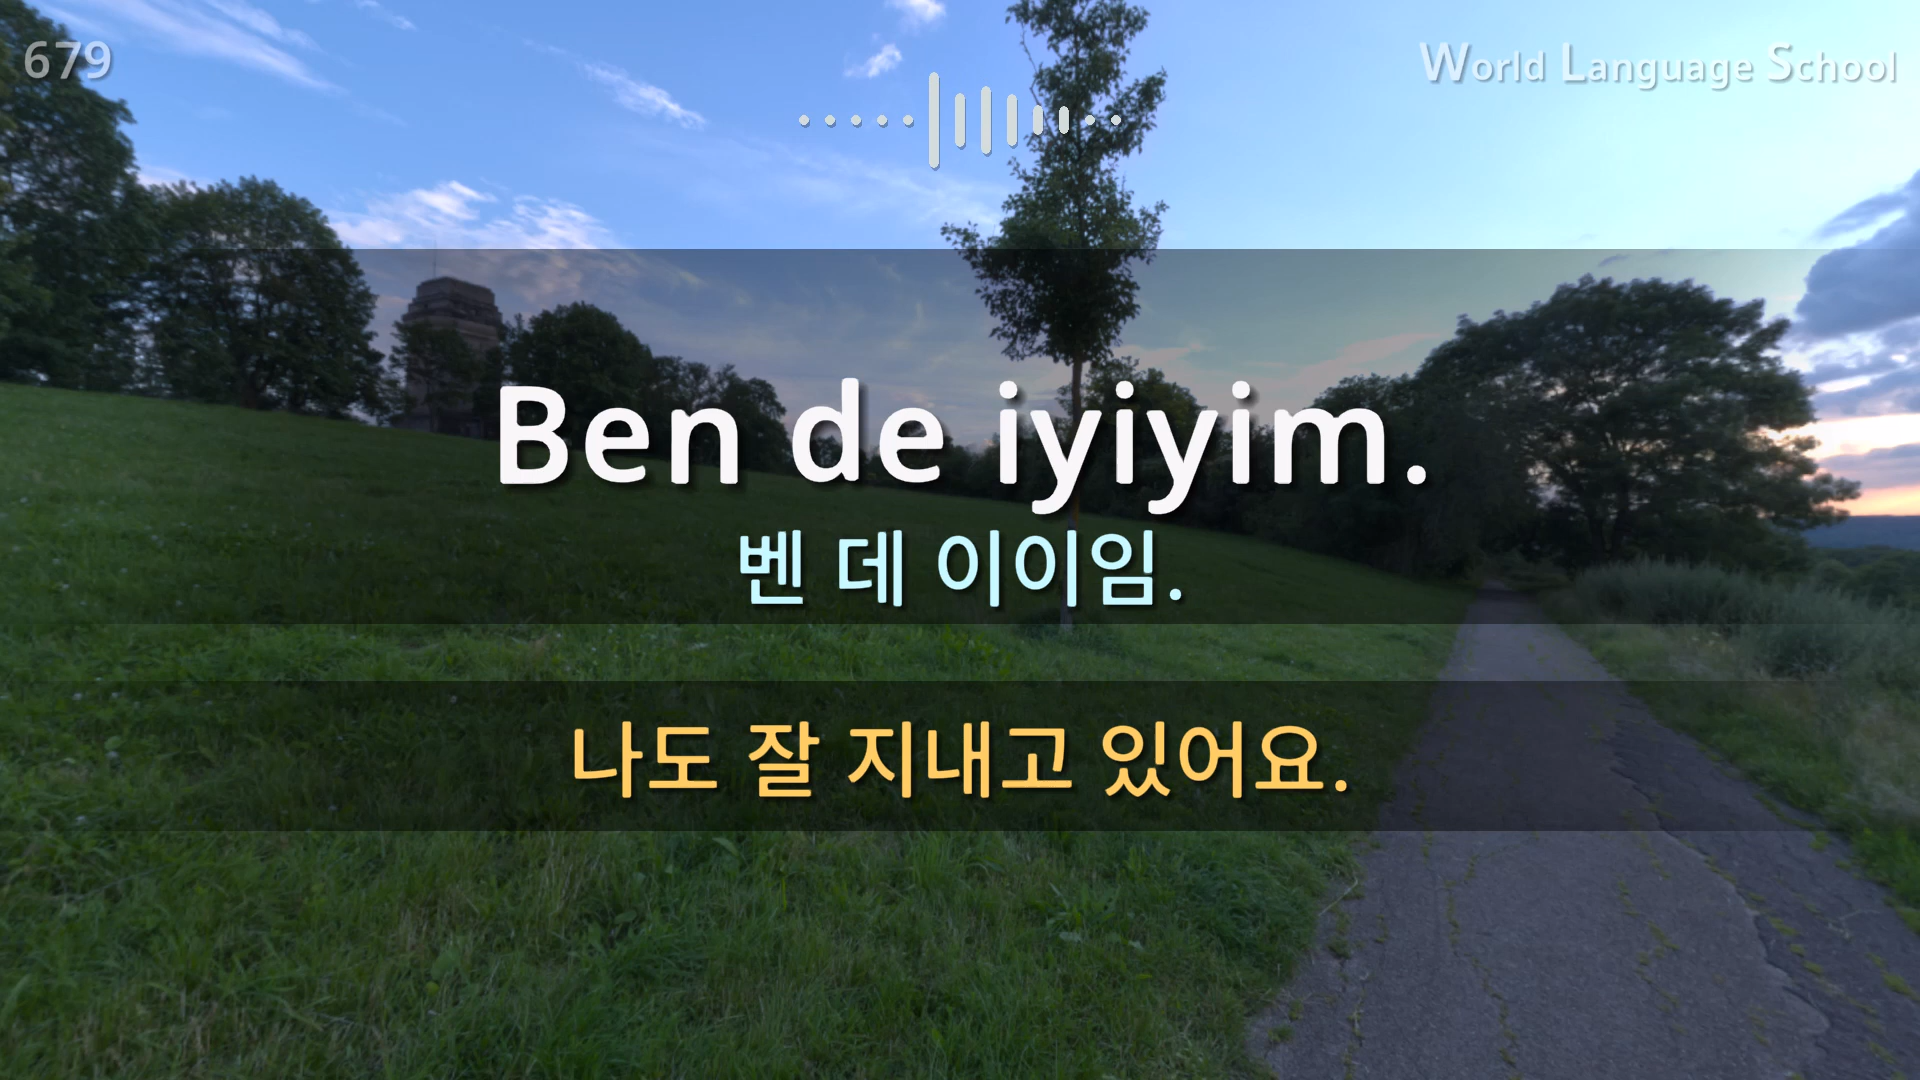 679
World Language School
Ben de iyiyim.
벤 데 이이임.
나도 잘 지내고 있어요.